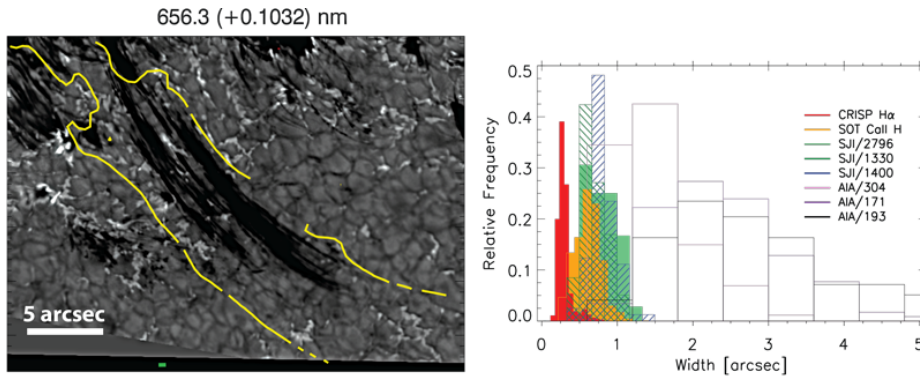 656.3 (+0.1032) nm
5 arcsec
0.5
0.4
0.3
0.2
0.1
0.0
Relative Frequency
0 1 2 3 4 5
Width [arcsec]
CRISP Hα
SOT CaII H
SJI/2796
SJI/1330
SJI/1400
AIA/304
AIA/171
AIA/193